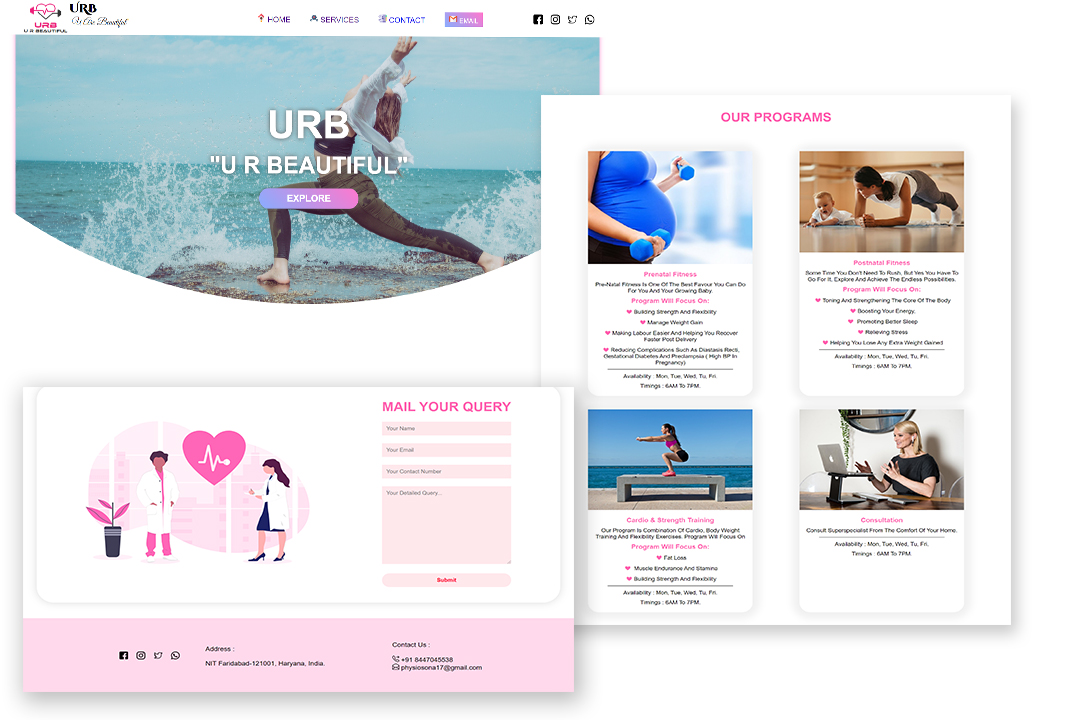 URB
U R BEAUTIFUL
URB
U Are Beautiful
HOME
SERVICES
CONTACT
EMAIL
URB
"U R BEAUTIFUL"
EXPLORE
OUR PROGRAMS
Prenatal Fitness
Pre-Natal Fitness Is One Of The Best Favour You Can Do
For You And Your Growing Baby
Program Will Focus On:
Building Strength And Flexibility
Manage Weight Gain
Making Labour Easier And Helping You Recover
Faster Post Delivery
Reducing Complications Such As Diastasis Recti,
Gestational Diabetes And Preclampsia ( High BP In
Pregnancy)
Availability : Mon, Tue, Wed, Tu, Fri.
Timings : 6AM To 7PM.
Postnatal Fitness
Some Time You Don't Need To Rush, But Yes You Have To
Go For It, Explore And Achieve The Endless Possibilities.
Program Will Focus On:
Toning And Strengthening The Core Of The Body
Boosting Your Energy.
Promoting Better Sleep
Relieving Stress
Helping You Lose Any Extra Weight Gained
Availability : Mon, Tue, Wed, Tu, Fri.
Timings : 6AM To 7PM.
Cardio & Strength Training
Our Program Is Combination Of Cardio, Body Weight
Training And Flexibility Exercises. Program Will Focus On
Program Will Focus On:
Fat Loss
Muscle Endurance And Stamina
Building Strength And Flexibility
Availability : Mon, Tue, Wed, Tu, Fri.
Timings : 6AM To 7PM.
Consultation
Consult Superspecialist From The Comfort Of Your Home.
Availability : Mon, Tue, Wed, Tu, Fri.
Timings : 6AM To 7PM.
MAIL YOUR QUERY
Your Name
Your Email
Your Contact Number
Your Detailed Query...
Submit
Address :
NIT Faridabad-121001, Haryana, India.
Contact Us :
+91 8447045538
physiosona17@gmail.com